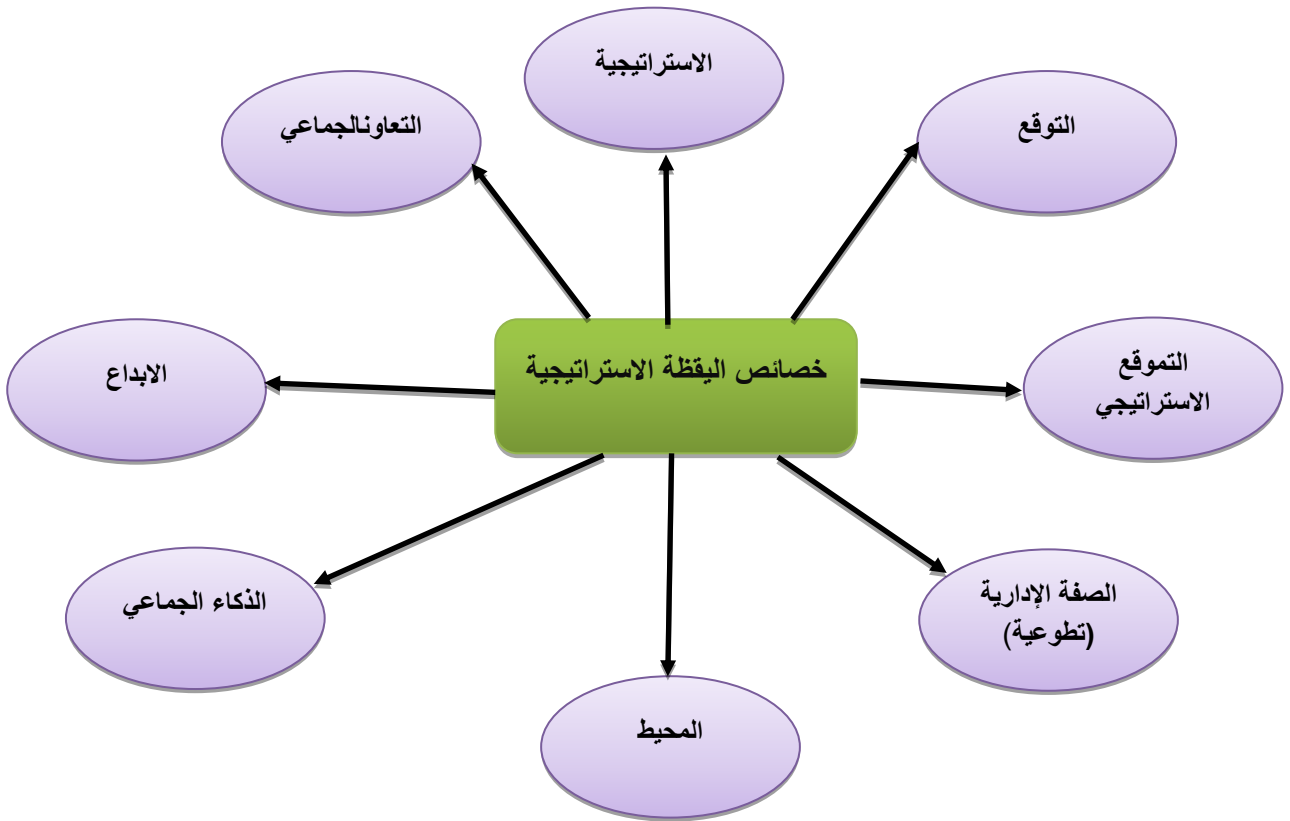 الاستراتيجية
التوقع
التعاونالجماعي
خصائص اليقظة الاستراتيجية
التموقع
الاستراتيجي
الابداع
الصفة الإدارية
(تطوعية)
الذكاء الجماعي
المحيط